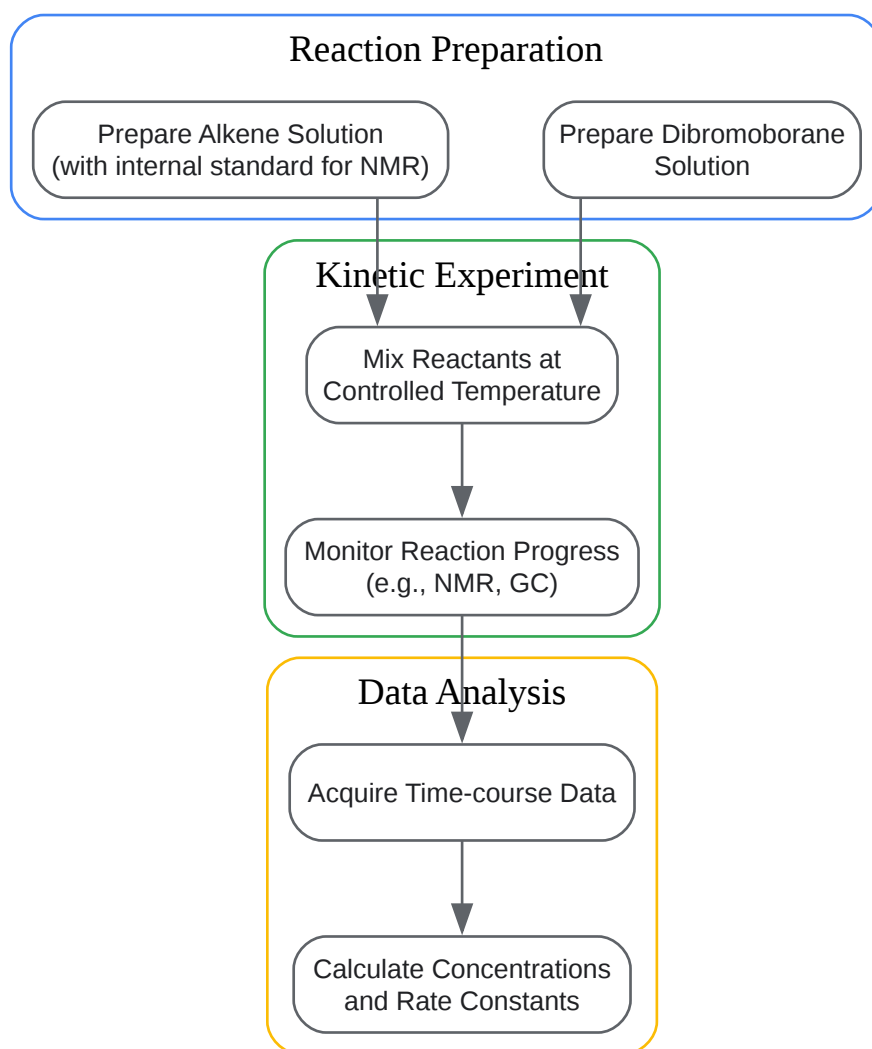 Reaction Preparation
Prepare Alkene Solution
(with internal standard for NMR)
Prepare Dibromoborane
Solution
Kinetic Experiment
Mix Reactants at
Controlled Temperature
Monitor Reaction Progress
(e.g., NMR, GC)
Data Analysis
Acquire Time-course Data
Calculate Concentrations
and Rate Constants